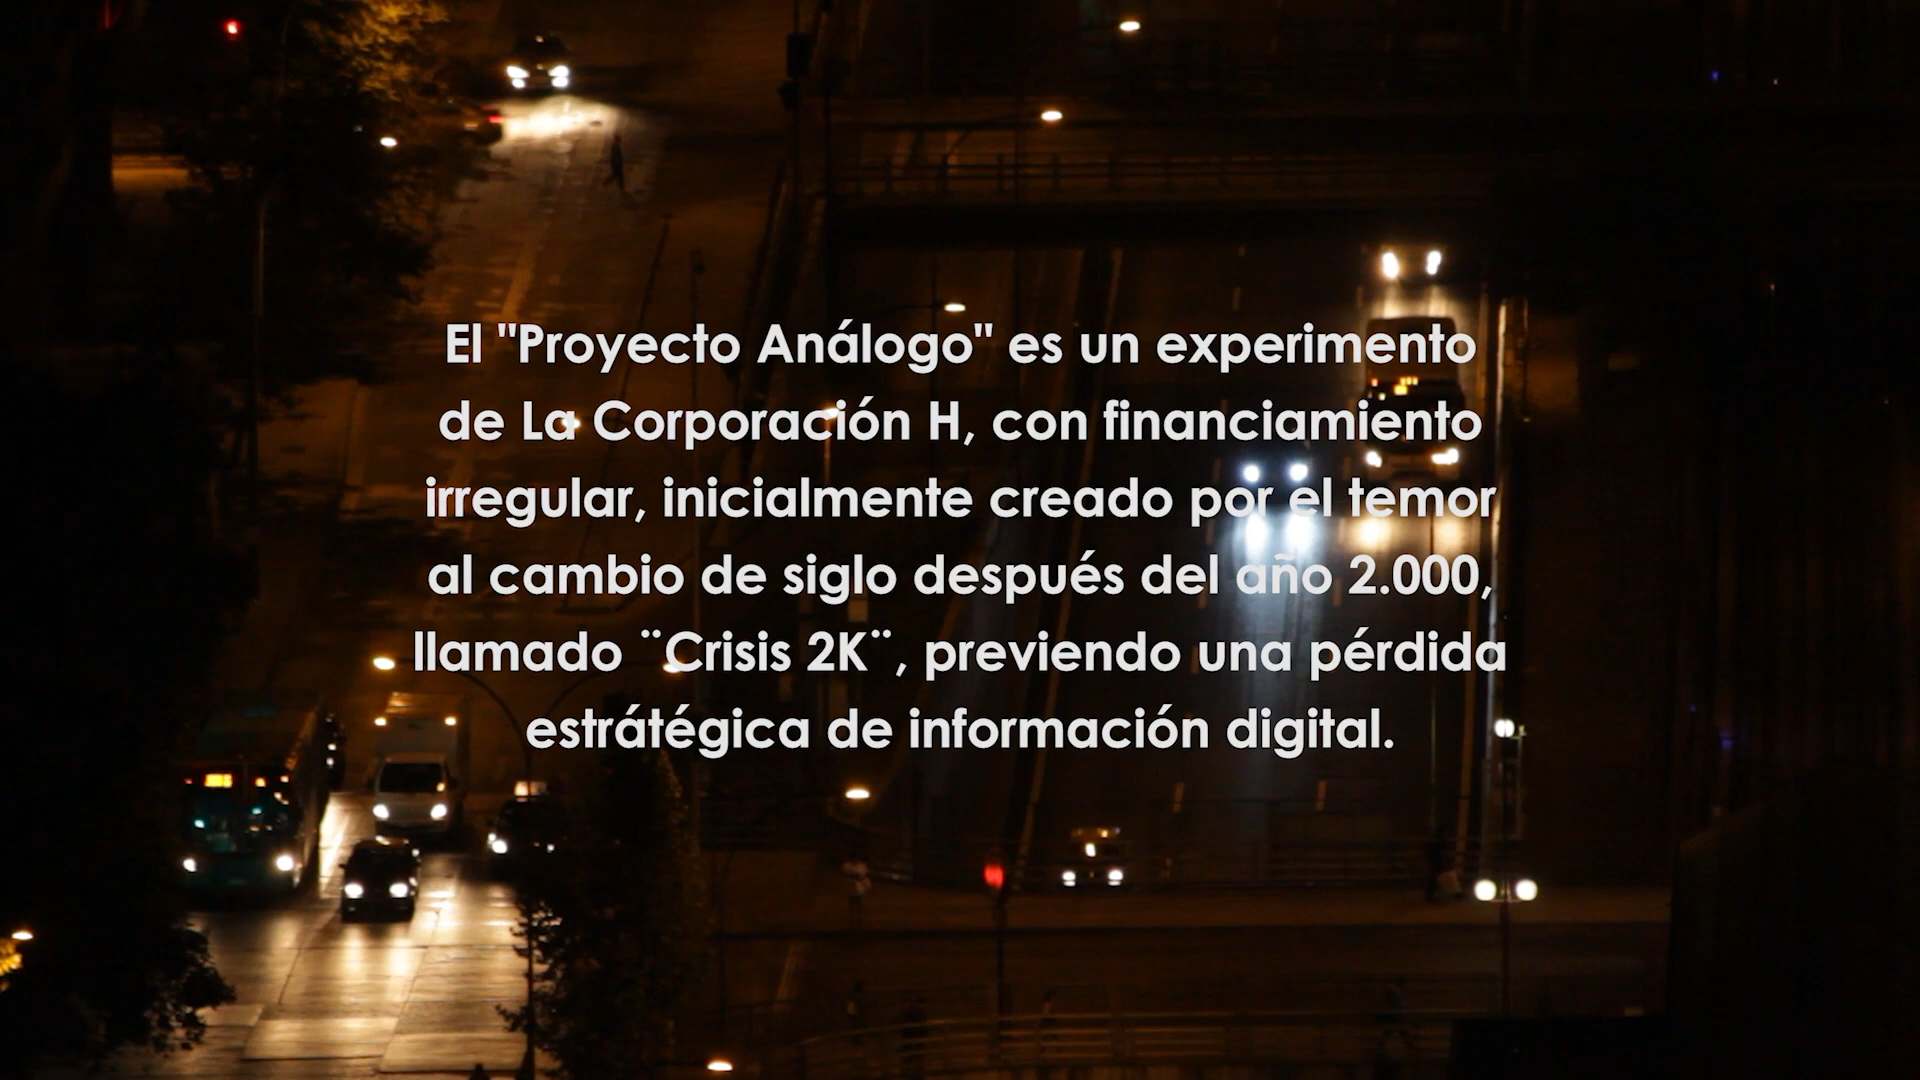 El "Proyecto Análogo" es un experimento
de La Corporación H, con financiamiento
irregular, inicialmente creado por el temor
al cambio de siglo después del año 2.000,
llamado ¨Crisis 2K¨, previendo una pérdida
estrátégica de información digital.